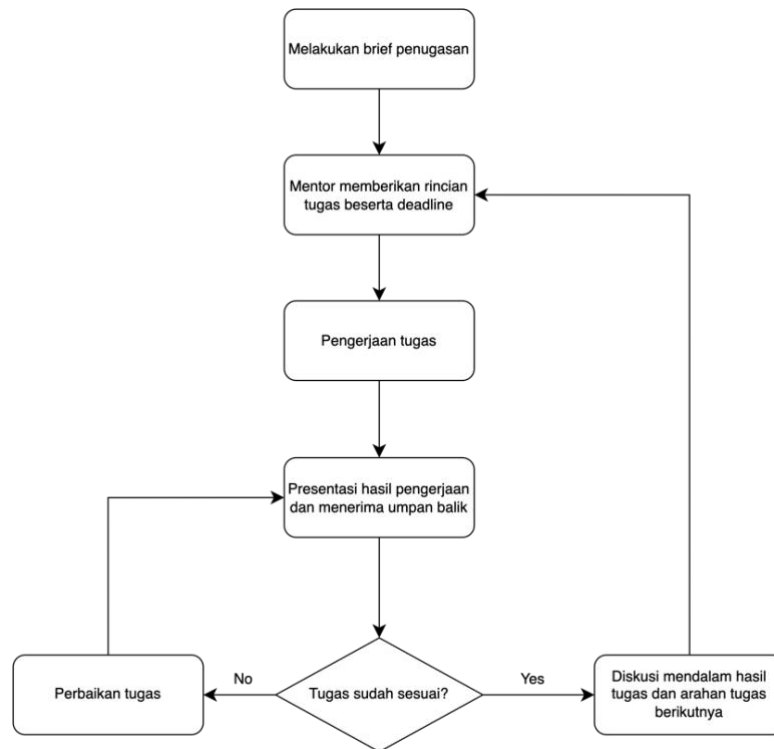 Melakukan brief penugasan
Mentor memberikan rincian
tugas beserta deadline
Pengerjaan tugas
Presentasi hasil pengerjaan
dan menerima umpan balik
Perbaikan tugas
No
Tugas sudah sesuai?
Yes
Diskusi mendalam hasil
tugas dan arahan tugas
berikutnya